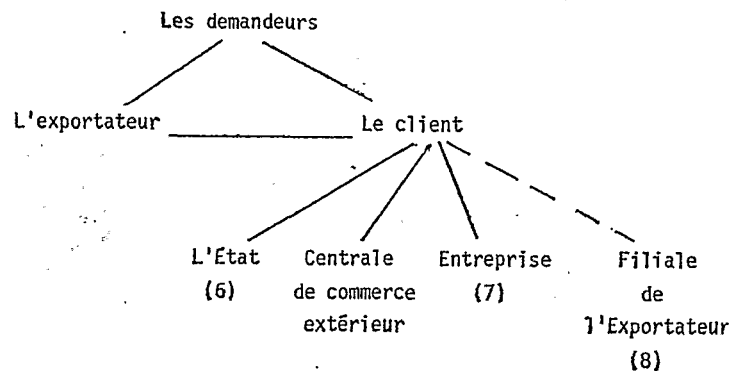 Les demandeurs
L'exportateur
Le client
L'État Centrale Entreprise Filiale
(6) de commerce (7) de
extérieur l'Exportateur
(8)